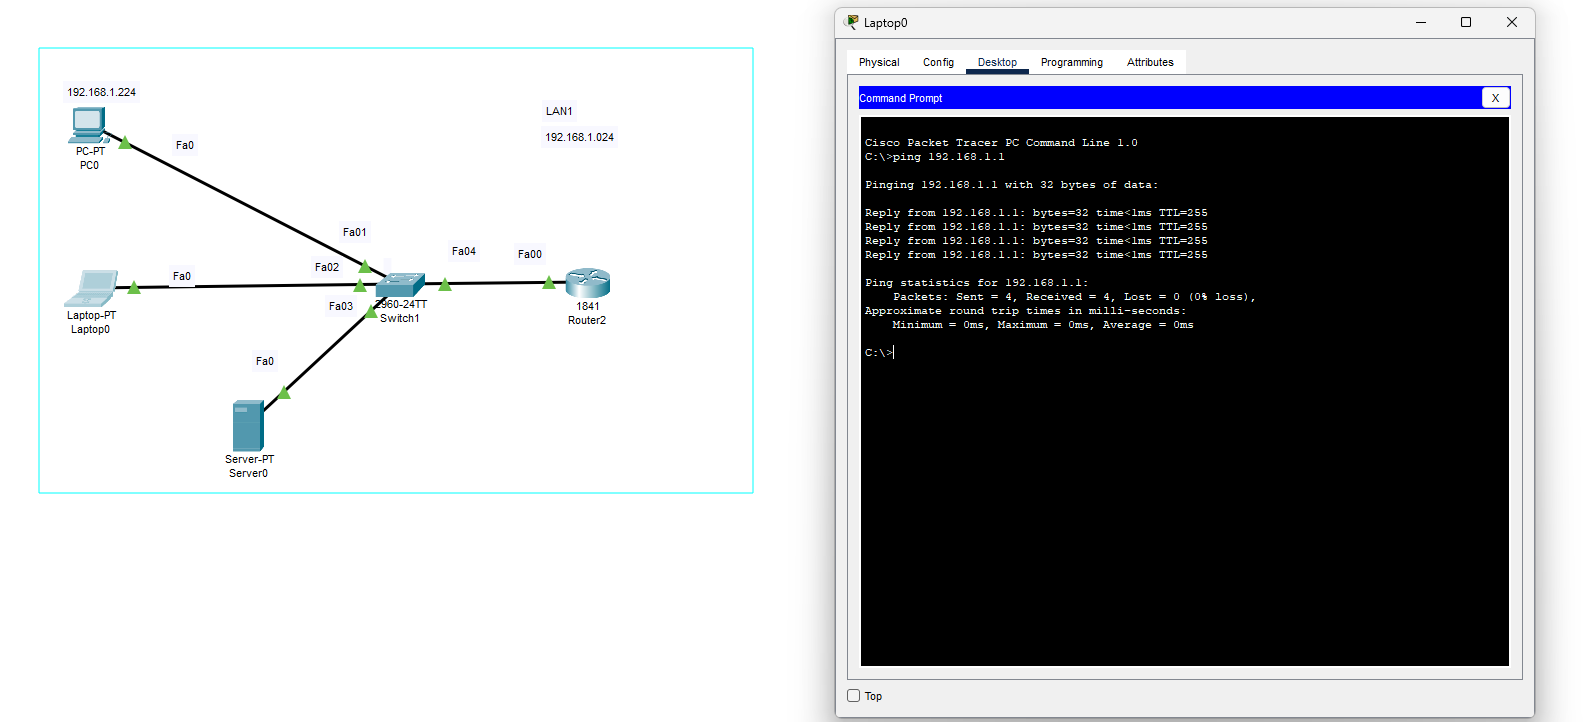 192.168.1.224
PC-PT
PC0
Fa0
LAN1
192.168.1.024
Fa01
Fa02
Fa04
Fa00
Fa0
Laptop-PT
Laptop0
Fa03
2960-24TT
Switch1
1841
Router2
Fa0
Server-PT
Server0
Laptop0
Physical Config Desktop Programming Attributes
Command Prompt X
Cisco Packet Tracer PC Command Line 1.0
C:\>ping 192.168.1.1
Pinging 192.168.1.1 with 32 bytes of data:
Reply from 192.168.1.1: bytes=32 time<1ms TTL=255
Reply from 192.168.1.1: bytes=32 time<1ms TTL=255
Reply from 192.168.1.1: bytes=32 time<1ms TTL=255
Reply from 192.168.1.1: bytes=32 time<1ms TTL=255
Ping statistics for 192.168.1.1:
Packets: Sent = 4, Received = 4, Lost = 0 (0% loss),
Approximate round trip times in milli-seconds:
Minimum = 0ms, Maximum = 0ms, Average = 0ms
C:\>
Top